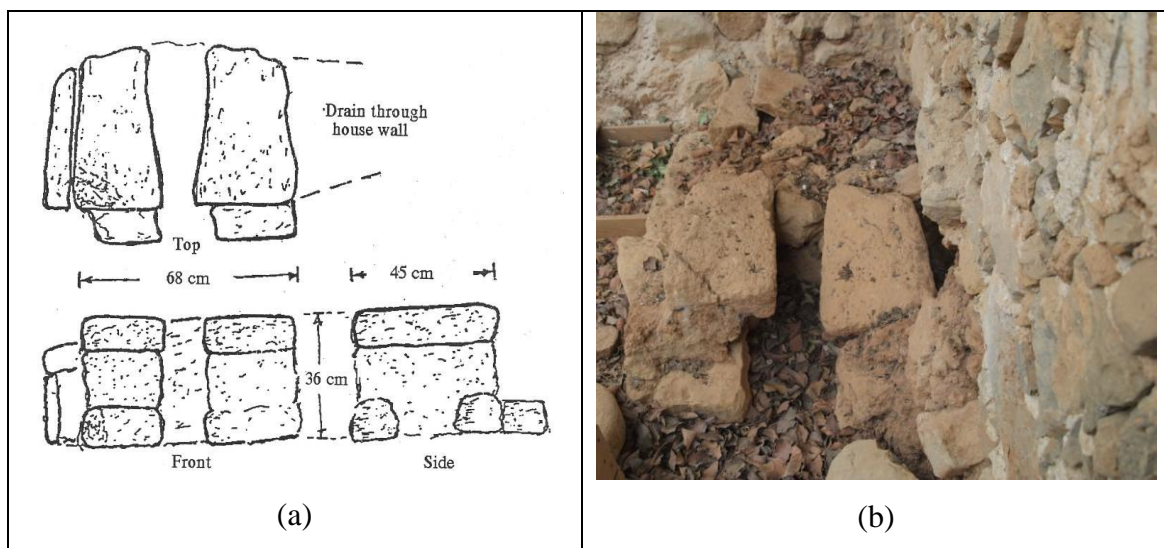 Drain through
house wall
Top
68 cm
45 cm
36 cm
Front
Side
(a)
(b)